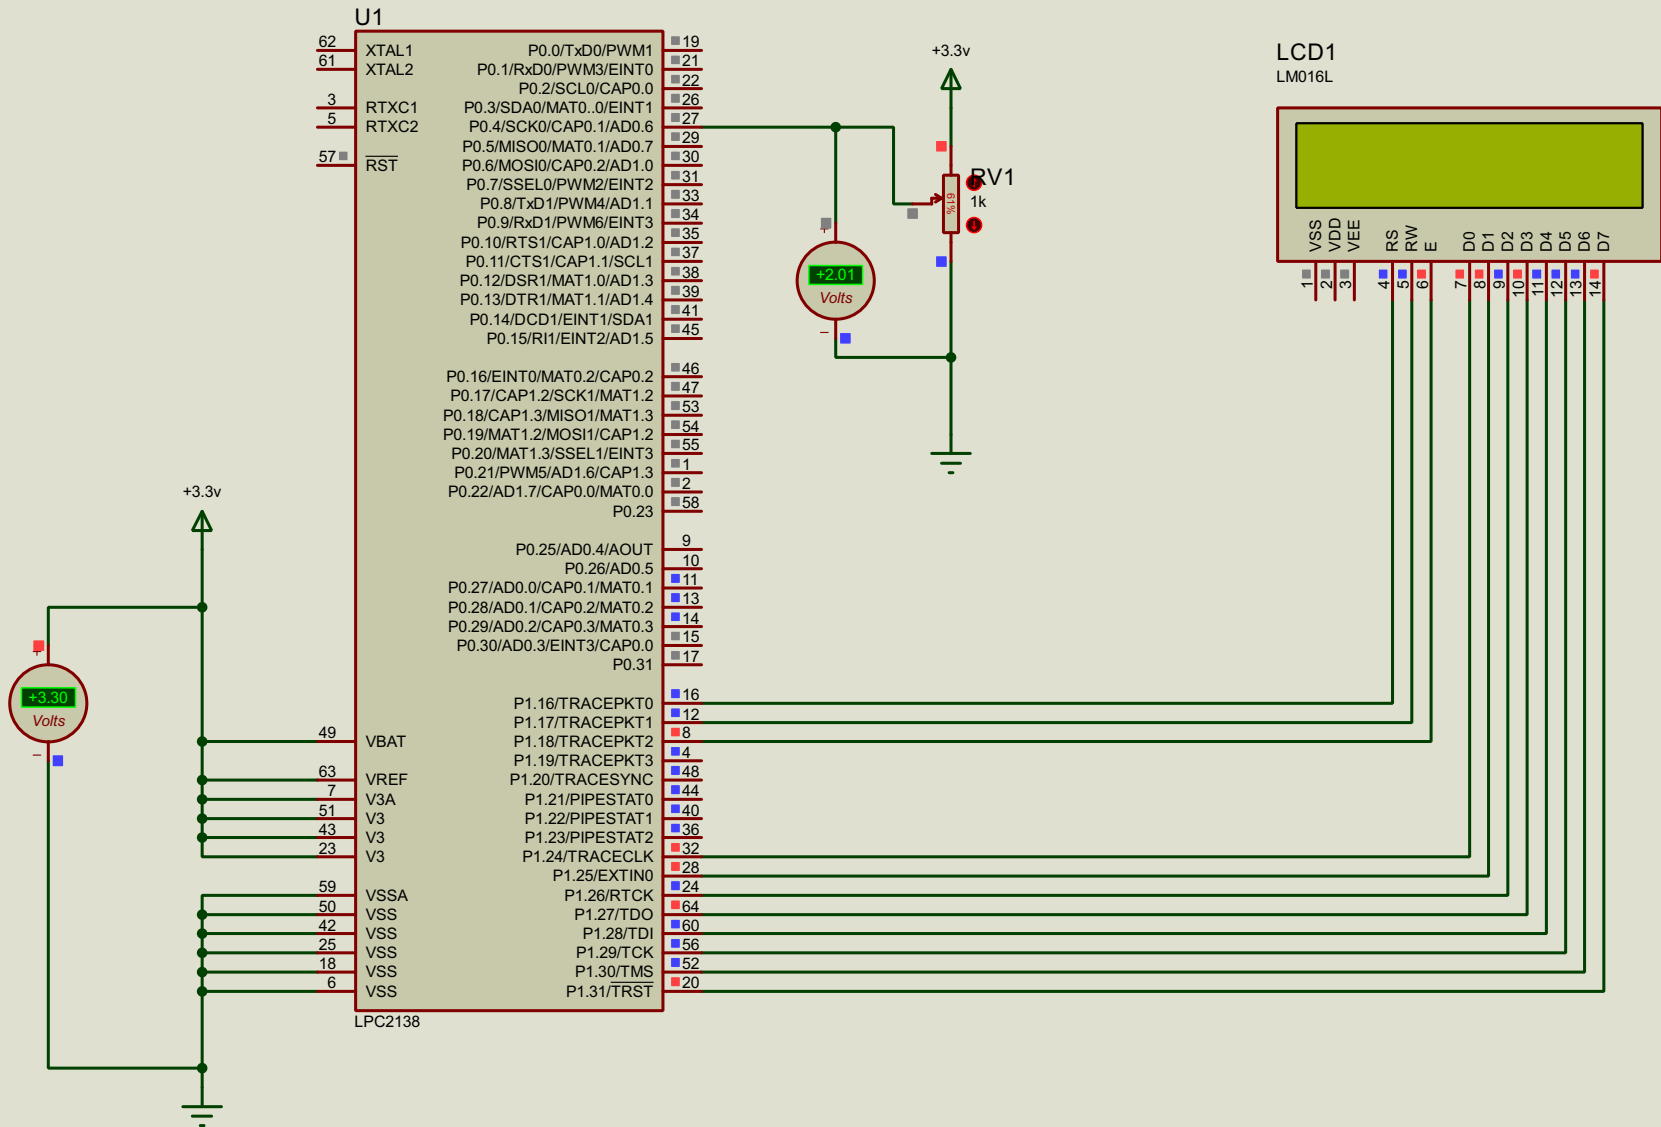 U1
62 XTAL1
61 XTAL2
3 RTXC1
5 RTXC2
57 RST
49 VBAT
63 VREF
7 V3A
51 V3
43 V3
23 V3
59 VSSA
50 VSS
42 VSS
25 VSS
18 VSS
6 VSS
P0.0/TxD0/PWM1 19
P0.1/RxD0/PWM3/EINT0 21
P0.2/SCL0/CAP0.0 22
P0.3/SDA0/MAT0..0/EINT1 26
P0.4/SCK0/CAP0.1/AD0.6 27
P0.5/MISO0/MAT0.1/AD0.7 29
P0.6/MOSI0/CAP0.2/AD1.0 30
P0.7/SSEL0/PWM2/EINT2 31
P0.8/TxD1/PWM4/AD1.1 33
P0.9/RxD1/PWM6/EINT3 34
P0.10/RTS1/CAP1.0/AD1.2 35
P0.11/CTS1/CAP1.1/SCL1 37
P0.12/DSR1/MAT1.0/AD1.3 38
P0.13/DTR1/MAT1.1/AD1.4 39
P0.14/DCD1/EINT1/SDA1 41
P0.15/RI1/EINT2/AD1.5 45
P0.16/EINT0/MAT0.2/CAP0.2 46
P0.17/CAP1.2/SCK1/MAT1.2 47
P0.18/CAP1.3/MISO1/MAT1.3 53
P0.19/MAT1.2/MOSI1/CAP1.2 54
P0.20/MAT1.3/SSEL1/EINT3 55
P0.21/PWM5/AD1.6/CAP1.3 1
P0.22/AD1.7/CAP0.0/MAT0.0 2
P0.23 58
P0.25/AD0.4/AOUT 9
P0.26/AD0.5 10
P0.27/AD0.0/CAP0.1/MAT0.1 11
P0.28/AD0.1/CAP0.2/MAT0.2 13
P0.29/AD0.2/CAP0.3/MAT0.3 14
P0.30/AD0.3/EINT3/CAP0.0 15
P0.31 17
P1.16/TRACEPKT0 16
P1.17/TRACEPKT1 12
P1.18/TRACEPKT2 8
P1.19/TRACEPKT3 4
P1.20/TRACESYNC 48
P1.21/PIPESTAT0 44
P1.22/PIPESTAT1 40
P1.23/PIPESTAT2 36
P1.24/TRACECLK 32
P1.25/EXTIN0 28
P1.26/RTCK 24
P1.27/TDO 64
P1.28/TDI 60
P1.29/TCK 56
P1.30/TMS 52
P1.31/TRST 20
LPC2138
+3.3v
+
+3.30
Volts
−
+3.3v
RV1
1k
61%
+
+2.01
Volts
−
LCD1
LM016L
VSS 1
VDD 2
VEE 3
RS 4
RW 5
E 6
D0 7
D1 8
D2 9
D3 10
D4 11
D5 12
D6 13
D7 14